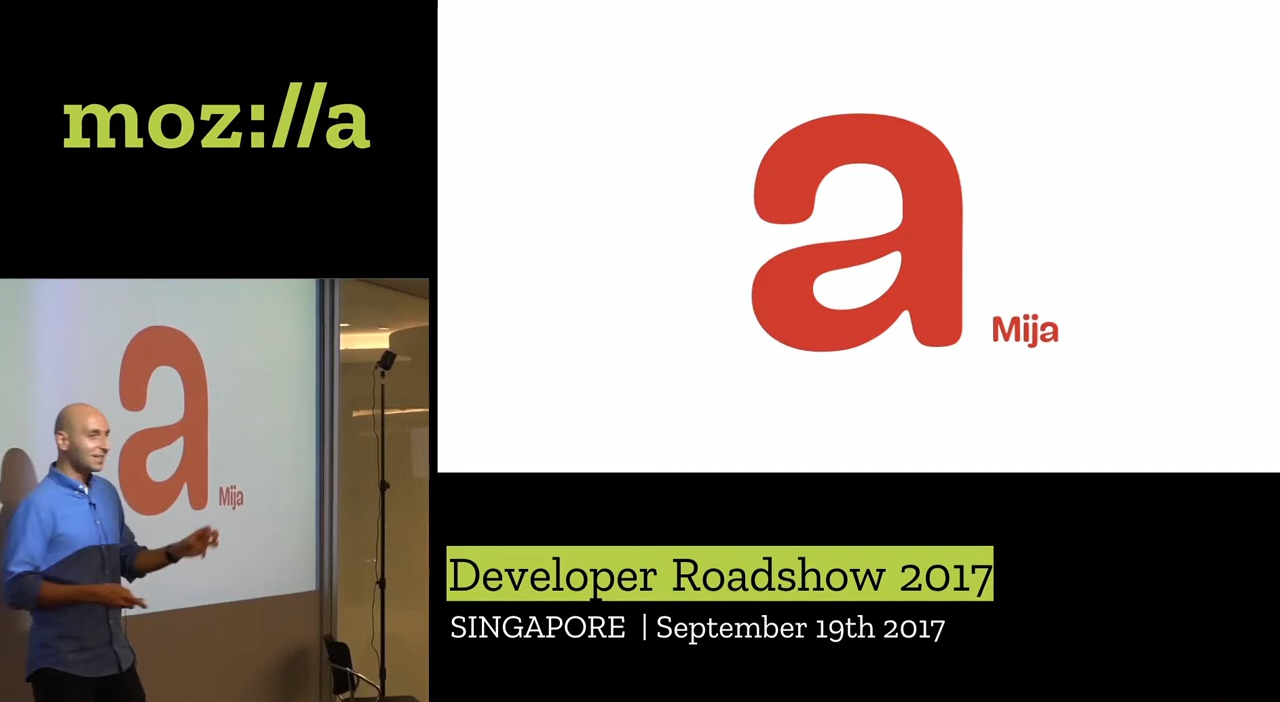 moz://a
a
Mija
a
Mija
Developer Roadshow 2017
SINGAPORE | September 19th 2017